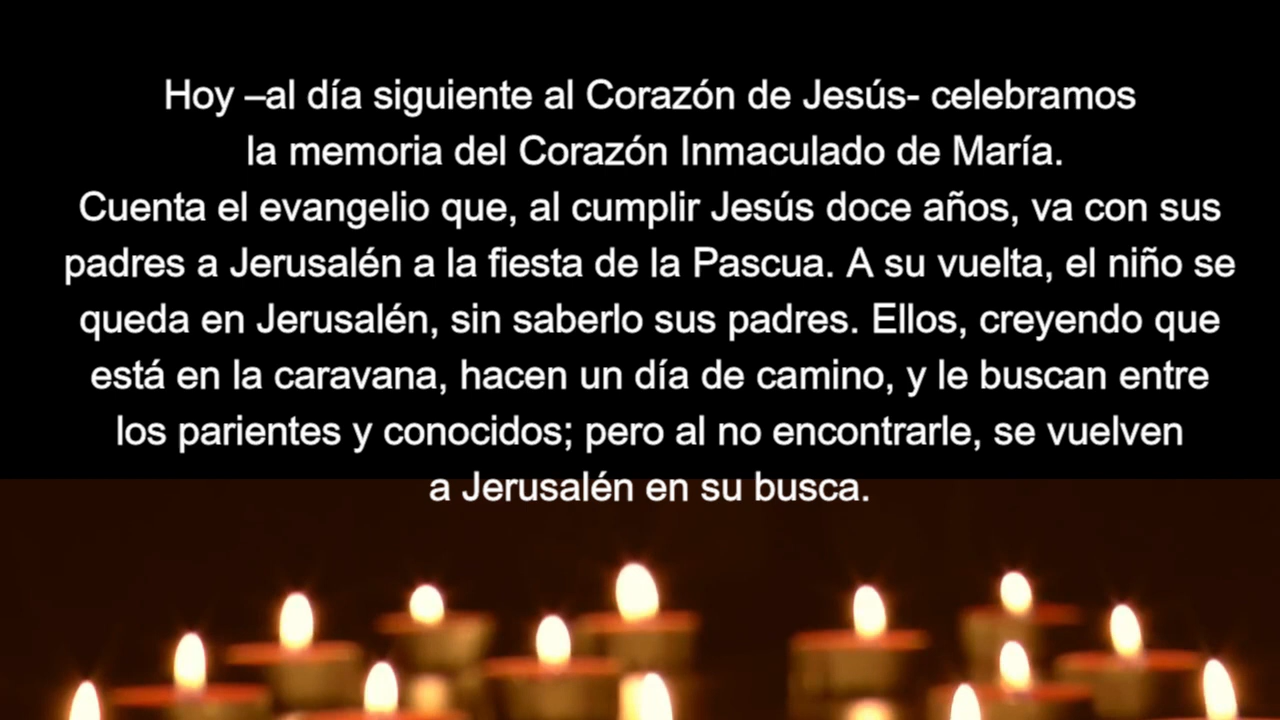 Hoy –al día siguiente al Corazón de Jesús- celebramos
la memoria del Corazón Inmaculado de María.
Cuenta el evangelio que, al cumplir Jesús doce años, va con sus
padres a Jerusalén a la fiesta de la Pascua. A su vuelta, el niño se
queda en Jerusalén, sin saberlo sus padres. Ellos, creyendo que
está en la caravana, hacen un día de camino, y le buscan entre
los parientes y conocidos; pero al no encontrarle, se vuelven
a Jerusalén en su busca.